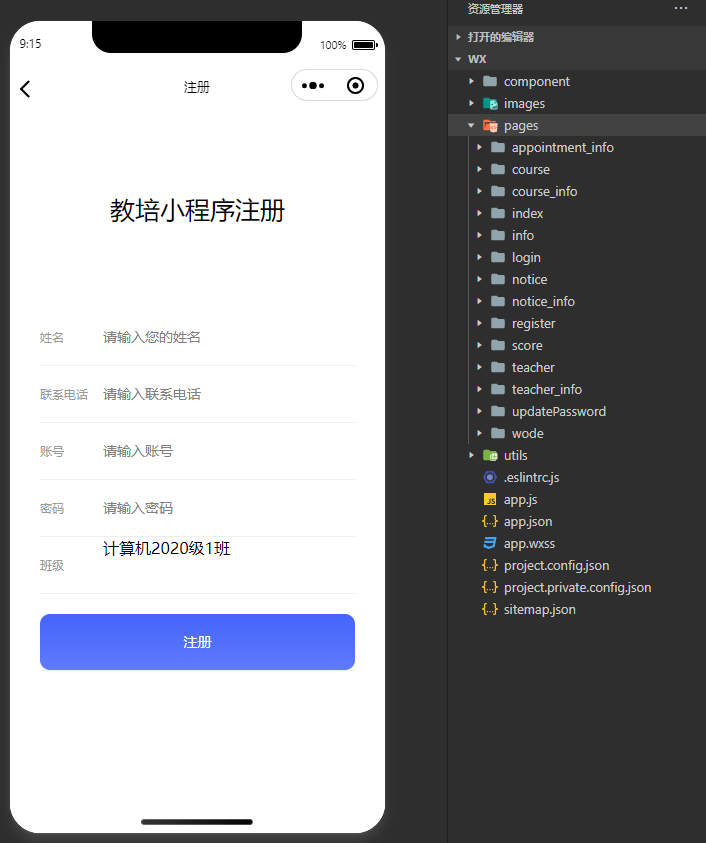 9:15
100%
注册
教培小程序注册
姓名
请输入您的姓名
联系电话
请输入联系电话
账号
请输入账号
密码
请输入密码
班级
计算机2020级1班
注册
资源管理器
打开的编辑器
WX
component
images
pages
appointment_info
course
course_info
index
info
login
notice
notice_info
register
score
teacher
teacher_info
updatePassword
wode
utils
.eslintrc.js
JS app.js
{..} app.json
app.wxss
{..} project.config.json
{..} project.private.config.json
{..} sitemap.json